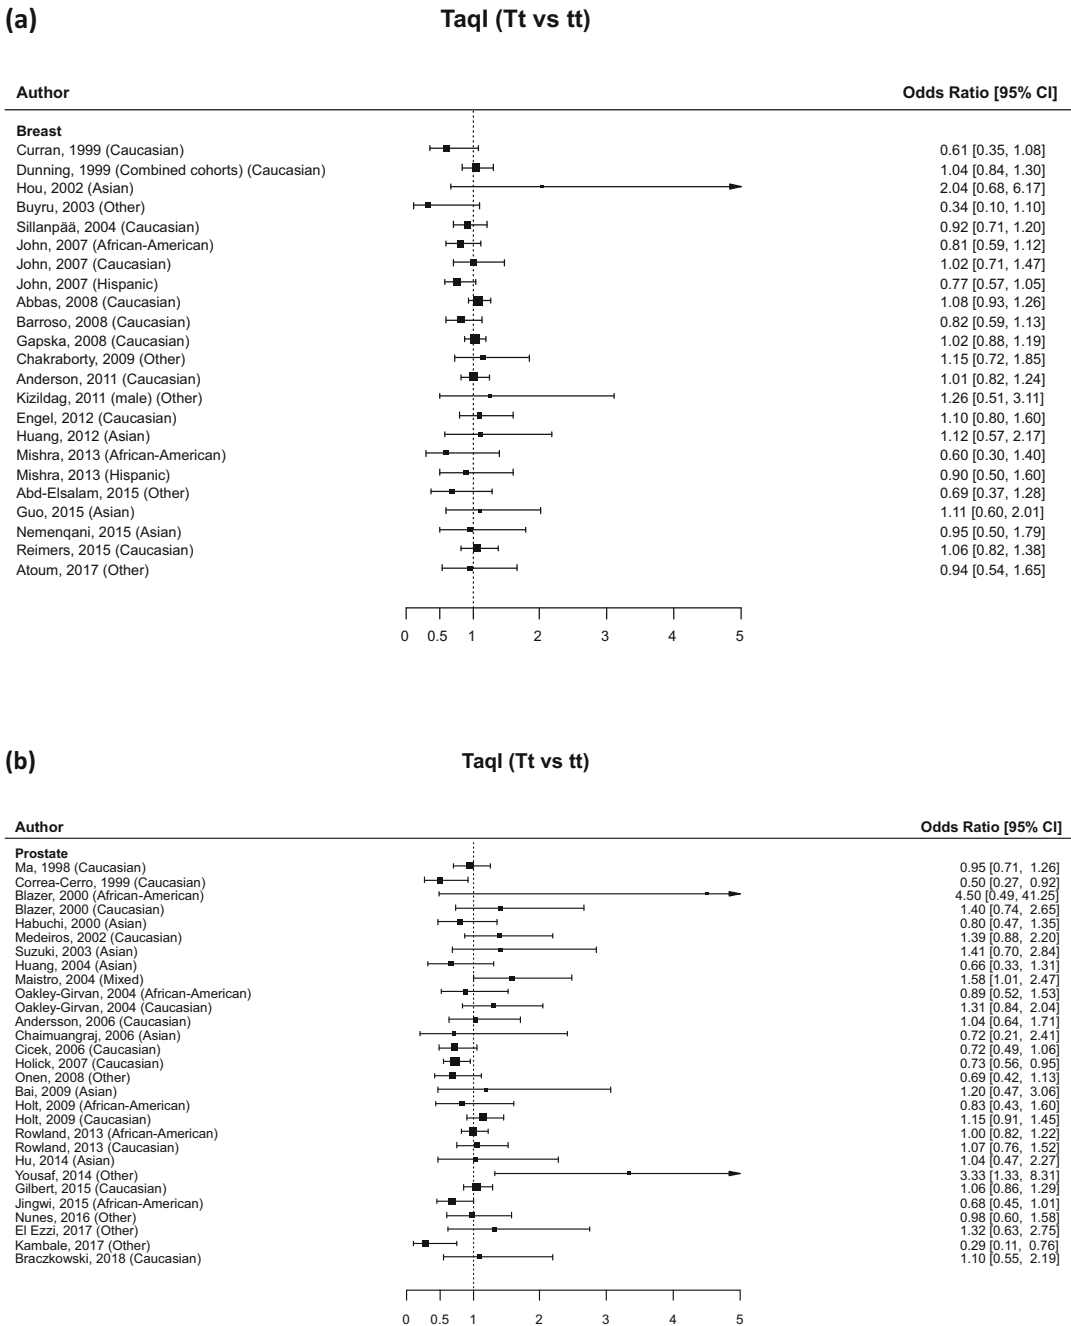 (a)
TaqI (Tt vs tt)
Author Odds Ratio [95% CI]
Breast
Curran, 1999 (Caucasian) 0.61 [0.35, 1.08]
Dunning, 1999 (Combined cohorts) (Caucasian) 1.04 [0.84, 1.30]
Hou, 2002 (Asian) 2.04 [0.68, 6.17]
Buyru, 2003 (Other) 0.34 [0.10, 1.10]
Sillanpää, 2004 (Caucasian) 0.92 [0.71, 1.20]
John, 2007 (African-American) 0.81 [0.59, 1.12]
John, 2007 (Caucasian) 1.02 [0.71, 1.47]
John, 2007 (Hispanic) 0.77 [0.57, 1.05]
Abbas, 2008 (Caucasian) 1.08 [0.93, 1.26]
Barroso, 2008 (Caucasian) 0.82 [0.59, 1.13]
Gapska, 2008 (Caucasian) 1.02 [0.88, 1.19]
Chakraborty, 2009 (Other) 1.15 [0.72, 1.85]
Anderson, 2011 (Caucasian) 1.01 [0.82, 1.24]
Kizildag, 2011 (male) (Other) 1.26 [0.51, 3.11]
Engel, 2012 (Caucasian) 1.10 [0.80, 1.60]
Huang, 2012 (Asian) 1.12 [0.57, 2.17]
Mishra, 2013 (African-American) 0.60 [0.30, 1.40]
Mishra, 2013 (Hispanic) 0.90 [0.50, 1.60]
Abd-Elsalam, 2015 (Other) 0.69 [0.37, 1.28]
Guo, 2015 (Asian) 1.11 [0.60, 2.01]
Nemenqani, 2015 (Asian) 0.95 [0.50, 1.79]
Reimers, 2015 (Caucasian) 1.06 [0.82, 1.38]
Atoum, 2017 (Other) 0.94 [0.54, 1.65]
0 0.5 1 2 3 4 5
(b)
TaqI (Tt vs tt)
Author Odds Ratio [95% CI]
Prostate
Ma, 1998 (Caucasian) 0.95 [0.71, 1.26]
Correa-Cerro, 1999 (Caucasian) 0.50 [0.27, 0.92]
Blazer, 2000 (African-American) 4.50 [0.49, 41.25]
Blazer, 2000 (Caucasian) 1.40 [0.74, 2.65]
Habuchi, 2000 (Asian) 0.80 [0.47, 1.35]
Medeiros, 2002 (Caucasian) 1.39 [0.88, 2.20]
Suzuki, 2003 (Asian) 1.41 [0.70, 2.84]
Huang, 2004 (Asian) 0.66 [0.33, 1.31]
Maistro, 2004 (Mixed) 1.58 [1.01, 2.47]
Oakley-Girvan, 2004 (African-American) 0.89 [0.52, 1.53]
Oakley-Girvan, 2004 (Caucasian) 1.31 [0.84, 2.04]
Andersson, 2006 (Caucasian) 1.04 [0.64, 1.71]
Chaimuangraj, 2006 (Asian) 0.72 [0.21, 2.41]
Cicek, 2006 (Caucasian) 0.72 [0.49, 1.06]
Holick, 2007 (Caucasian) 0.73 [0.56, 0.95]
Onen, 2008 (Other) 0.69 [0.42, 1.13]
Bai, 2009 (Asian) 1.20 [0.47, 3.06]
Holt, 2009 (African-American) 0.83 [0.43, 1.60]
Holt, 2009 (Caucasian) 1.15 [0.91, 1.45]
Rowland, 2013 (African-American) 1.00 [0.82, 1.22]
Rowland, 2013 (Caucasian) 1.07 [0.76, 1.52]
Hu, 2014 (Asian) 1.04 [0.47, 2.27]
Yousaf, 2014 (Other) 3.33 [1.33, 8.31]
Gilbert, 2015 (Caucasian) 1.06 [0.86, 1.29]
Jingwi, 2015 (African-American) 0.68 [0.45, 1.01]
Nunes, 2016 (Other) 0.98 [0.60, 1.58]
El Ezzi, 2017 (Other) 1.32 [0.63, 2.75]
Kambale, 2017 (Other) 0.29 [0.11, 0.76]
Braczkowski, 2018 (Caucasian) 1.10 [0.55, 2.19]
0 0.5 1 2 3 4 5